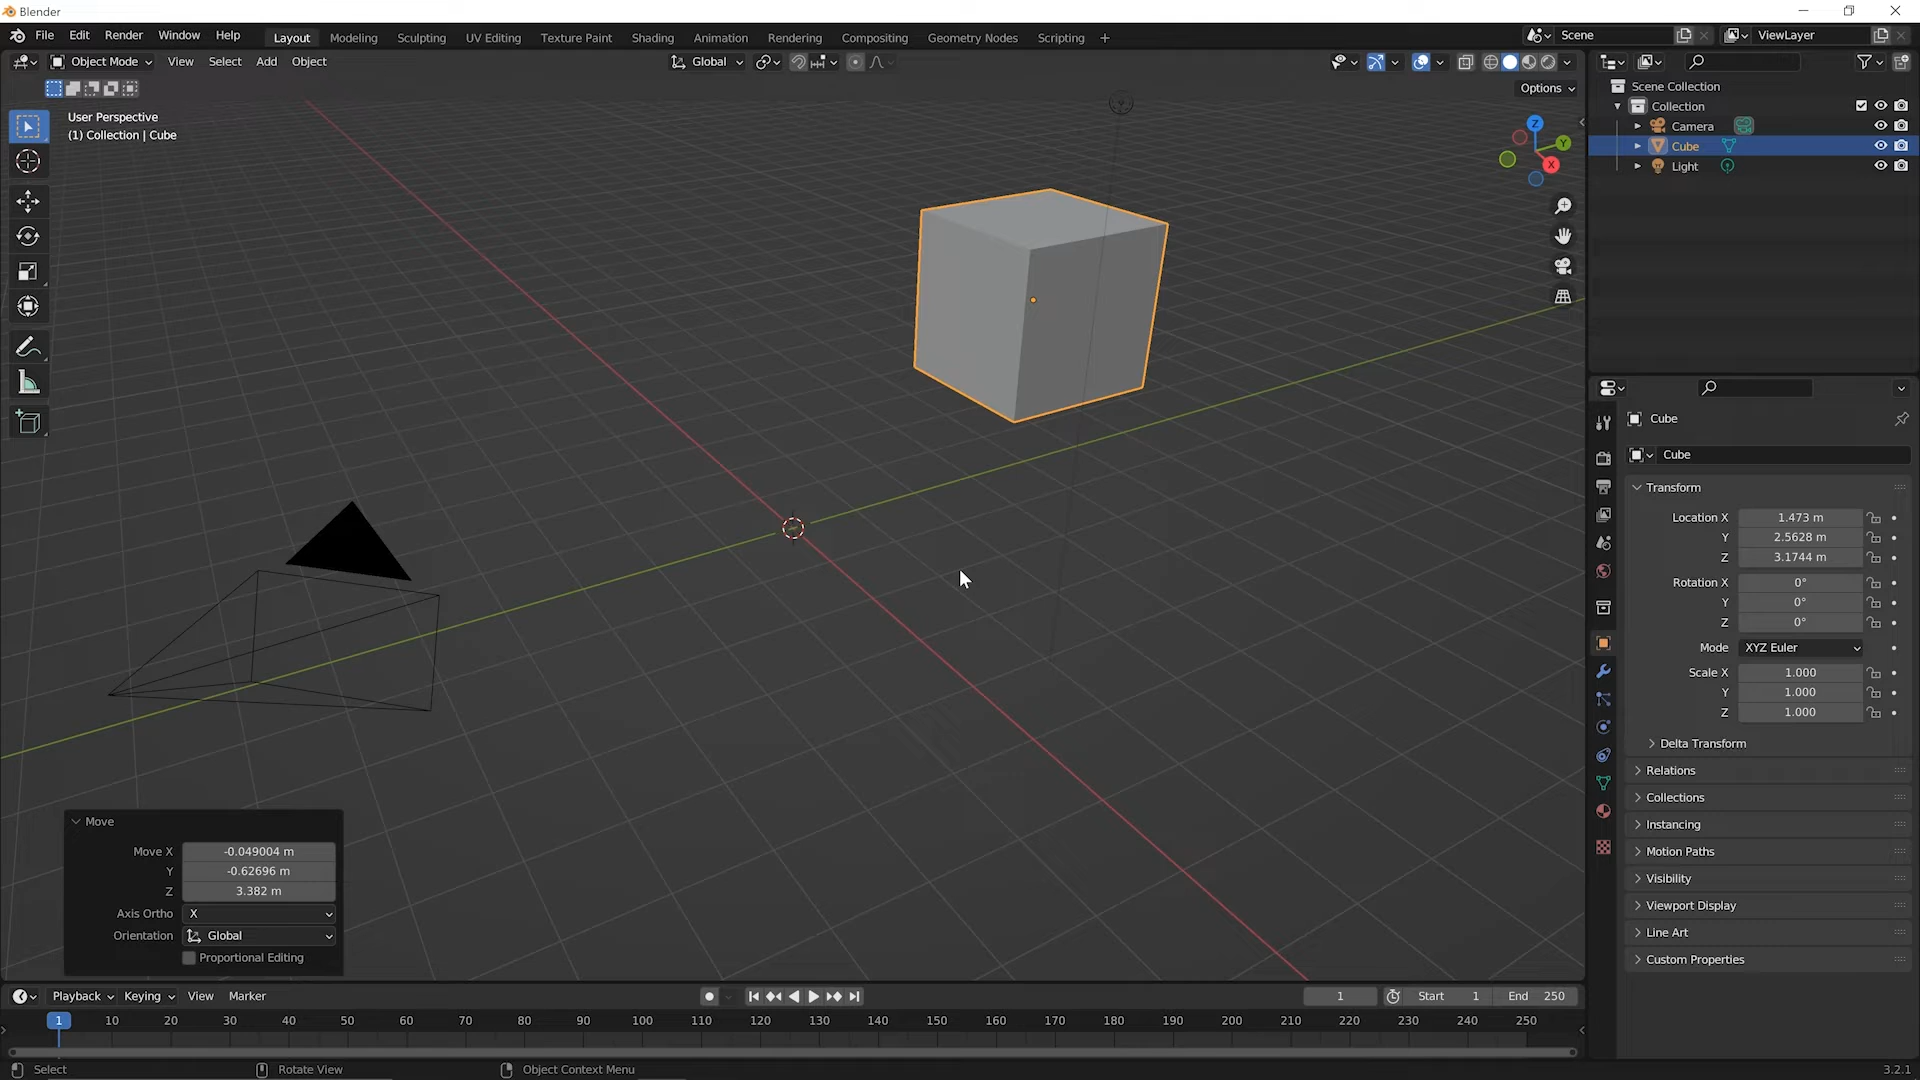 Blender
File Edit Render Window Help Layout Modeling Sculpting UV Editing Texture Paint Shading Animation Rendering Compositing Geometry Nodes Scripting + Scene ViewLayer
Object Mode View Select Add Object Global
Options
User Perspective
(1) Collection | Cube
Z
Y
X
Scene Collection
Collection
Camera
Cube
Light
Cube
Cube
Transform
Location X 1.473 m
Y 2.5628 m
Z 3.1744 m
Rotation X 0°
Y 0°
Z 0°
Mode XYZ Euler
Scale X 1.000
Y 1.000
Z 1.000
Delta Transform
Relations
Collections
Instancing
Motion Paths
Visibility
Viewport Display
Line Art
Custom Properties
Move
Move X -0.049004 m
Y -0.62696 m
Z 3.382 m
Axis Ortho X
Orientation Global
Proportional Editing
Playback Keying View Marker 1 Start 1 End 250
1 10 20 30 40 50 60 70 80 90 100 110 120 130 140 150 160 170 180 190 200 210 220 230 240 250
Select Rotate View Object Context Menu 3.2.1